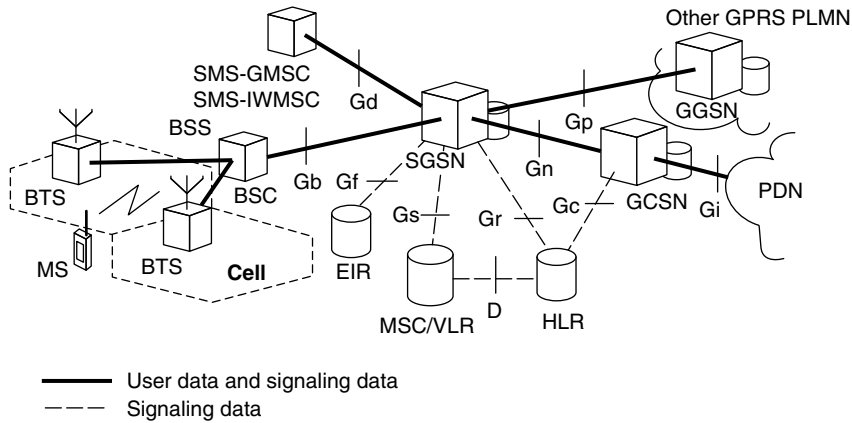 Other GPRS PLMN
SMS-GMSC
SMS-IWMSC
Gd
GGSN
Gp
BSS
SGSN
Gn
BTS
BSC
Gb
Gf
GCSN
Gi
PDN
Gs
Gr
Gc
MS
BTS
Cell
EIR
MSC/VLR
D
HLR
User data and signaling data
Signaling data